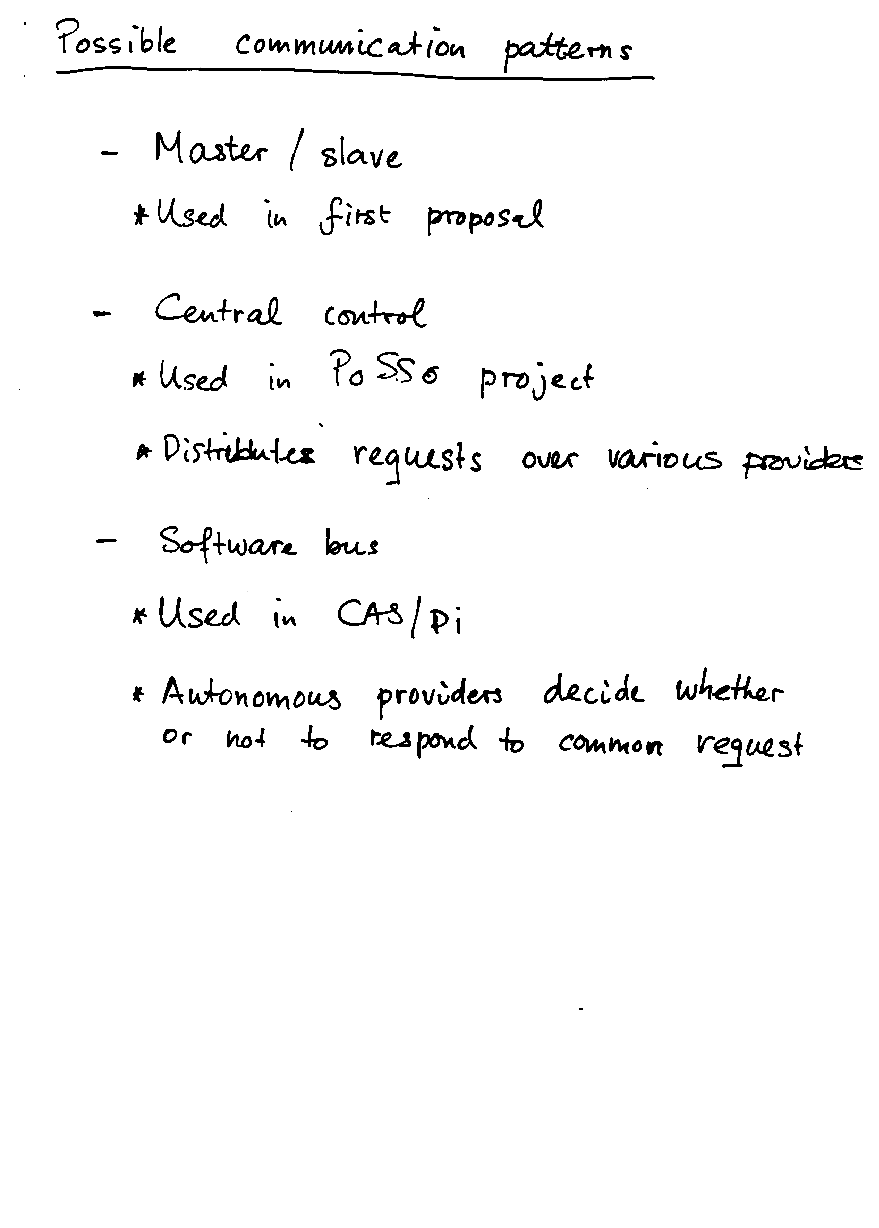 Possible communication patterns
- Master / slave
* Used in first proposal
- Central control
* Used in PoSSo project
* Distributes requests over various providers
- Software bus
* Used in CAS/Pi
* Autonomous providers decide whether
or not to respond to common request